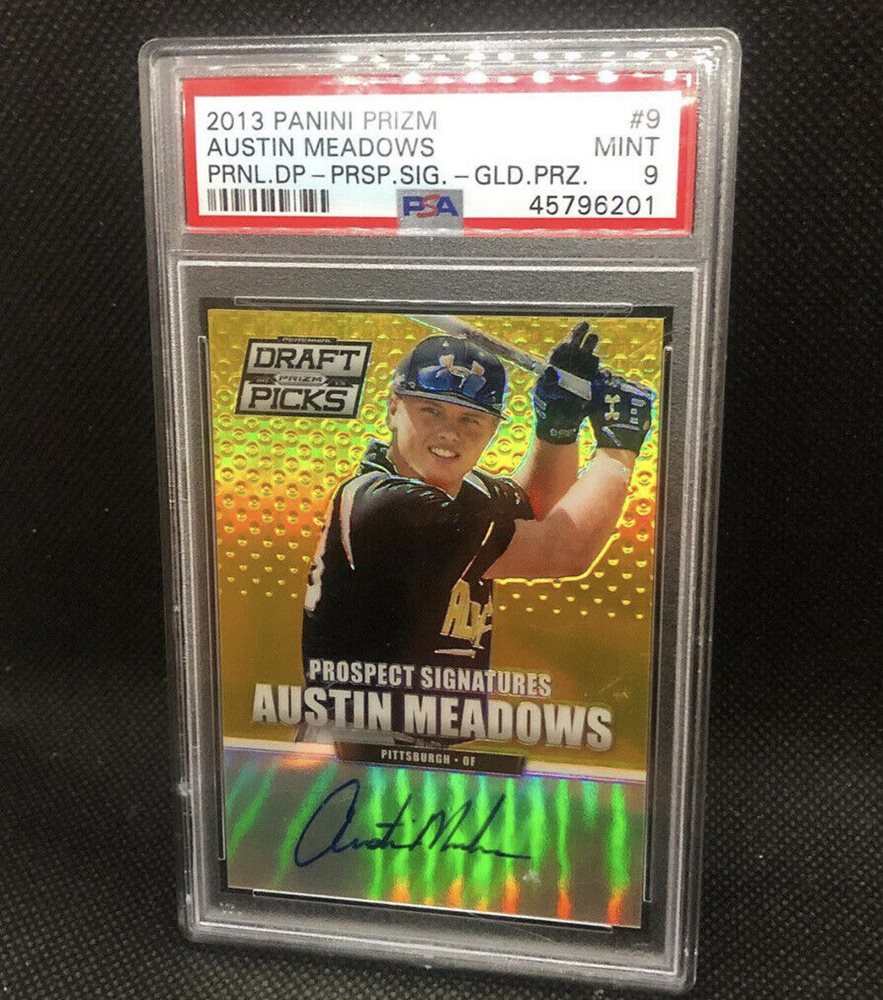 2013 PANINI PRIZM #9
AUSTIN MEADOWS MINT
PRNL.DP-PRSP.SIG.-GLD.PRZ. 9
PSA 45796201
PERENNIAL
DRAFT
PRIZM
PICKS
PROSPECT SIGNATURES
AUSTIN MEADOWS
PITTSBURGH • OF